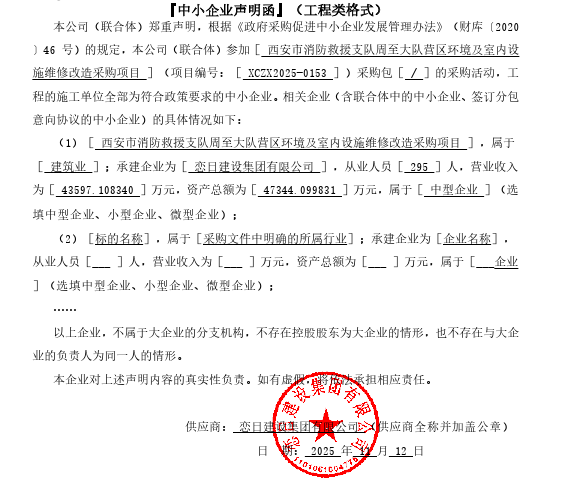 『中小企业声明函』（工程类格式）
本公司（联合体）郑重声明，根据《政府采购促进中小企业发展管理办法》（财库﹝2020
﹞46 号）的规定，本公司（联合体）参加［ 西安市消防救援支队周至大队营区环境及室内设
施维修改造采购项目 ］（项目编号：［ XCZX2025-0153 ］）采购包［ / ］的采购活动，工
程的施工单位全部为符合政策要求的中小企业。相关企业（含联合体中的中小企业、签订分包
意向协议的中小企业）的具体情况如下：
（1）［ 西安市消防救援支队周至大队营区环境及室内设施维修改造采购项目 ］，属于
［ 建筑业 ］；承建企业为［ 恋日建设集团有限公司 ］，从业人员［ 295 ］人，营业收入
为［ 43597.108340 ］万元，资产总额为［ 47344.099831 ］万元，属于［ 中型企业 ］（选
填中型企业、小型企业、微型企业）；
（2）［标的名称］，属于［采购文件中明确的所属行业］；承建企业为［企业名称］，
从业人员［___ ］人，营业收入为［___ ］万元，资产总额为［___ ］万元，属于［___企业
］（选填中型企业、小型企业、微型企业）；
……
以上企业，不属于大企业的分支机构，不存在控股股东为大企业的情形，也不存在与大企
业的负责人为同一人的情形。
本企业对上述声明内容的真实性负责。如有虚假，将依法承担相应责任。
供应商： 恋日建设集团有限公司（供应商全称并加盖公章）
日 期： 2025 年 11 月 12 日
恋日建设集团有限公司